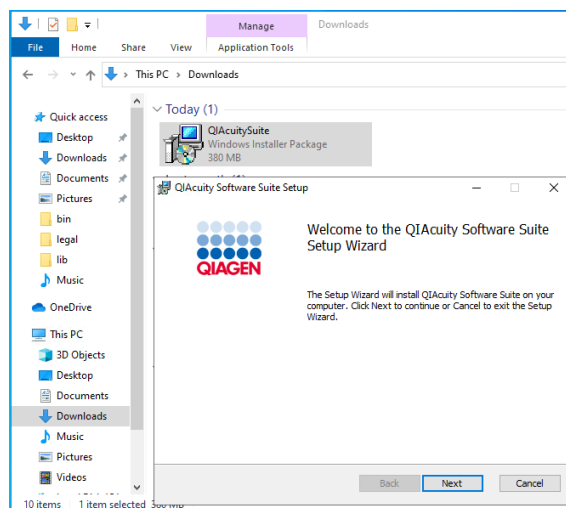 Manage
Downloads
File
Home
Share
View
Application Tools
This PC
Downloads
Quick access
Desktop
Downloads
Documents
Pictures
bin
legal
lib
Music
OneDrive
This PC
3D Objects
Desktop
Documents
Downloads
Music
Pictures
Videos
Today (1)
QIAcuitySuite
Windows Installer Package
380 MB
QIAcuity Software Suite Setup
QIAGEN
Welcome to the QIAcuity Software Suite
Setup Wizard
The Setup Wizard will install QIAcuity Software Suite on your
computer. Click Next to continue or Cancel to exit the Setup
Wizard.
Back
Next
Cancel
10 items
1 item selected
380 MB